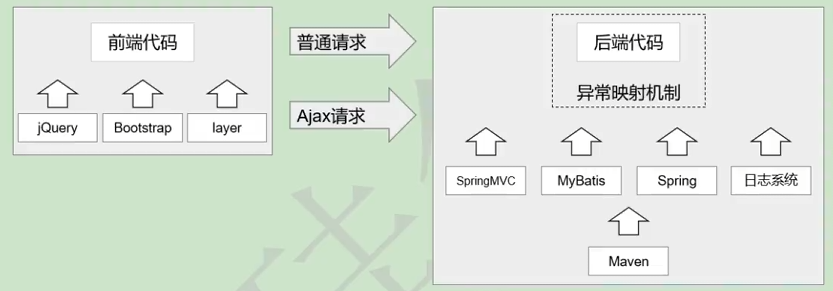 前端代码
jQuery
Bootstrap
layer
普通请求
Ajax请求
后端代码
异常映射机制
SpringMVC
MyBatis
Spring
日志系统
Maven